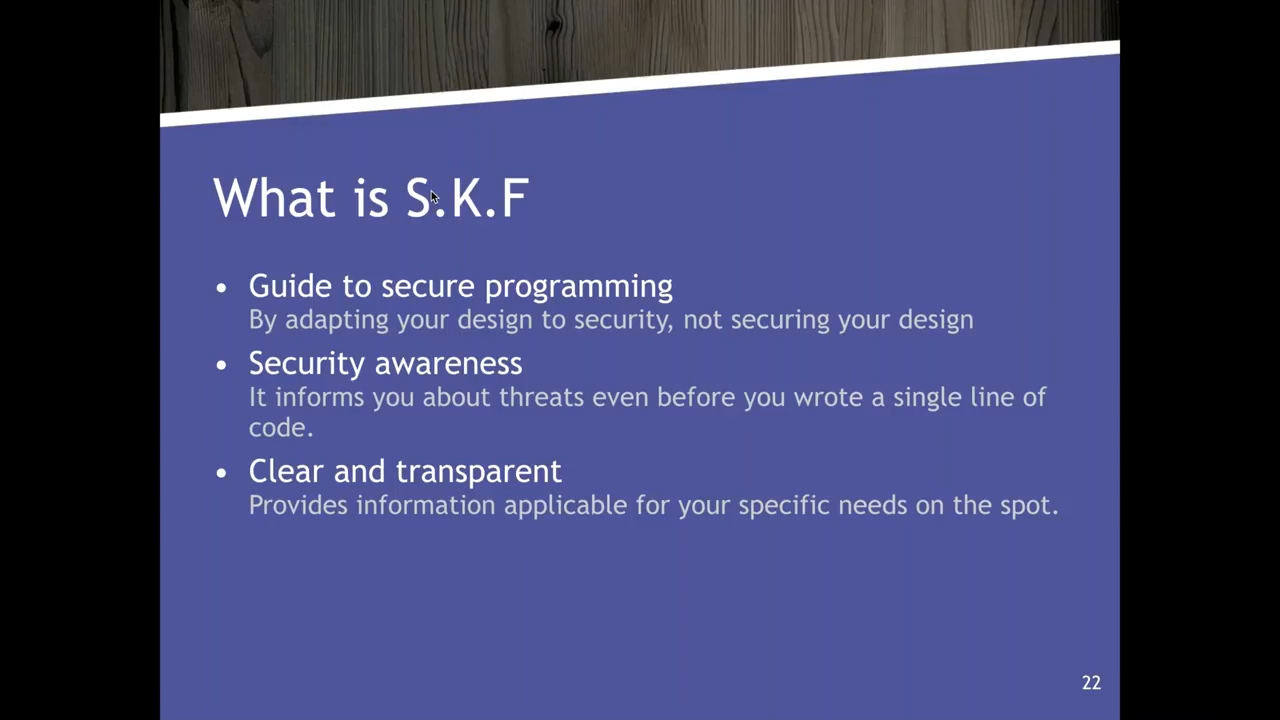 What is S.K.F
• Guide to secure programming
By adapting your design to security, not securing your design
• Security awareness
It informs you about threats even before you wrote a single line of
code.
• Clear and transparent
Provides information applicable for your specific needs on the spot.
22